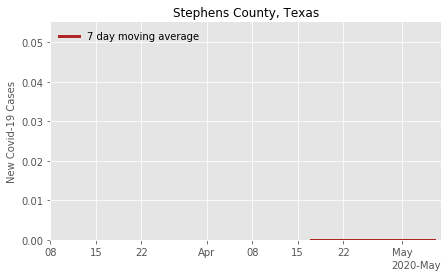 Stephens County, Texas
7 day moving average
New Covid-19 Cases
0.05
0.04
0.03
0.02
0.01
0.00
08 15 22 Apr 08 15 22 May
2020-May